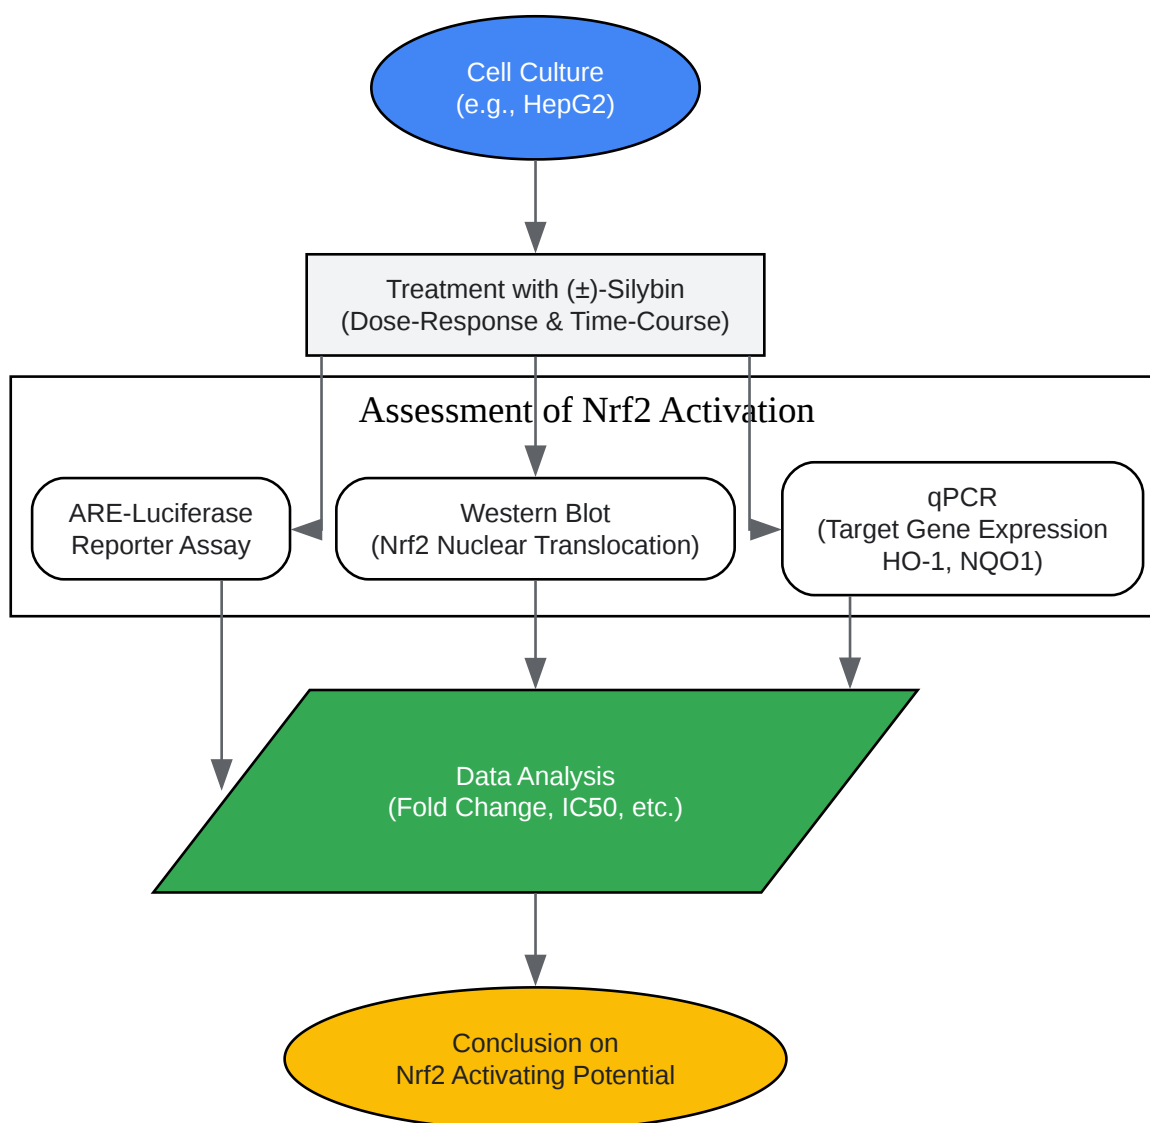 Cell Culture
(e.g., HepG2)
Treatment with (±)-Silybin
(Dose-Response & Time-Course)
Assessment of Nrf2 Activation
ARE-Luciferase
Reporter Assay
Western Blot
(Nrf2 Nuclear Translocation)
qPCR
(Target Gene Expression
HO-1, NQO1)
Data Analysis
(Fold Change, IC50, etc.)
Conclusion on
Nrf2 Activating Potential